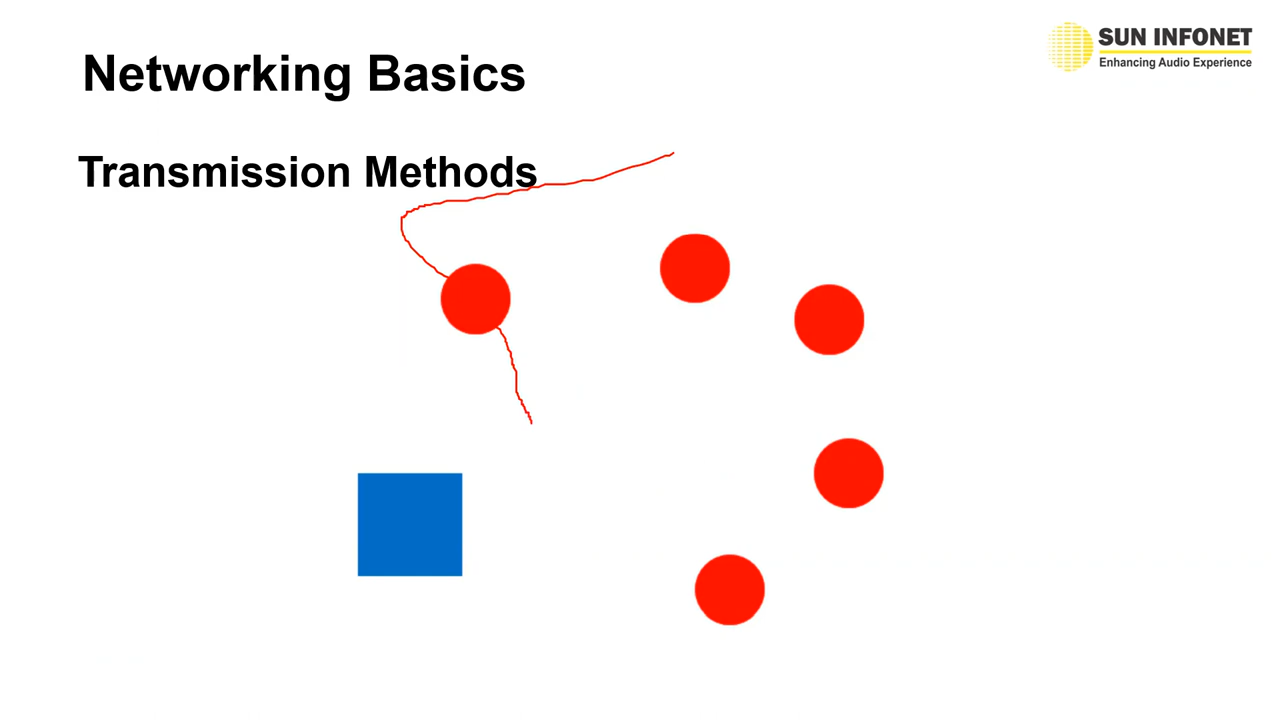 SUN INFONET
Enhancing Audio Experience
Networking Basics
Transmission Methods